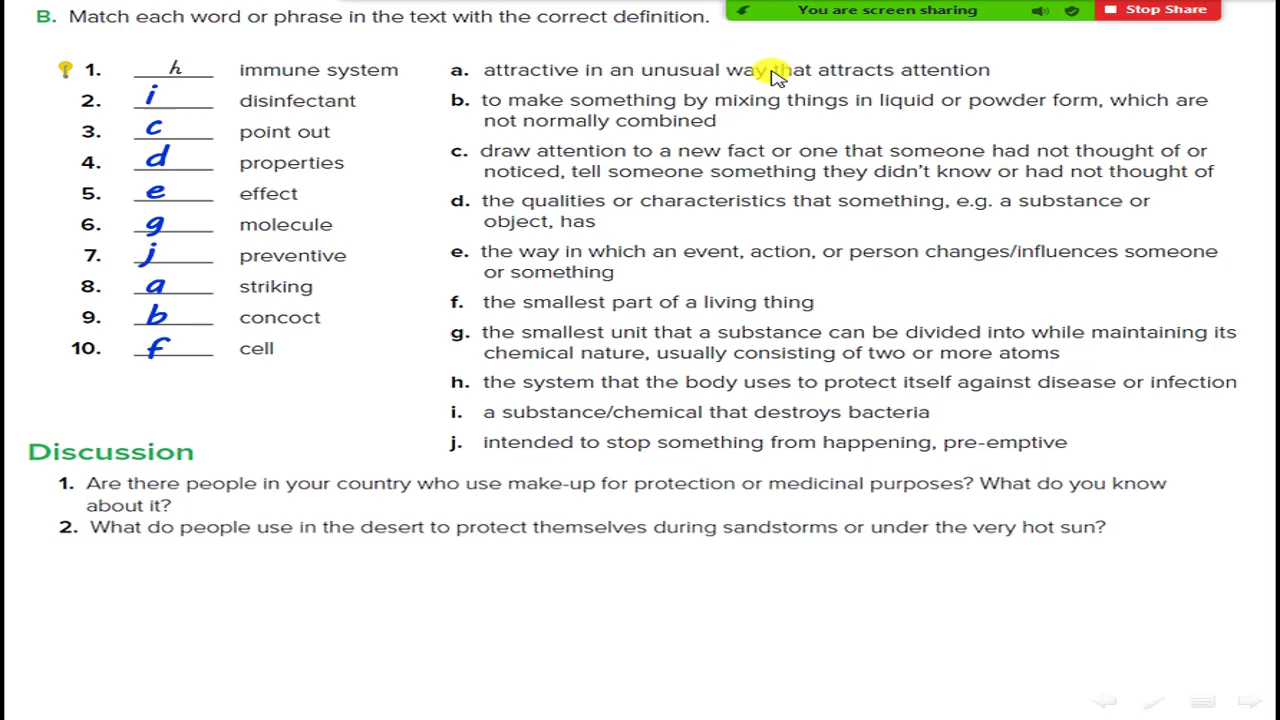 B. Match each word or phrase in the text with the correct definition.
You are screen sharing
Stop Share
1. h immune system
2. i disinfectant
3. c point out
4. d properties
5. e effect
6. g molecule
7. j preventive
8. a striking
9. b concoct
10. f cell
a. attractive in an unusual way that attracts attention
b. to make something by mixing things in liquid or powder form, which are
not normally combined
c. draw attention to a new fact or one that someone had not thought of or
noticed, tell someone something they didn't know or had not thought of
d. the qualities or characteristics that something, e.g. a substance or
object, has
e. the way in which an event, action, or person changes/influences someone
or something
f. the smallest part of a living thing
g. the smallest unit that a substance can be divided into while maintaining its
chemical nature, usually consisting of two or more atoms
h. the system that the body uses to protect itself against disease or infection
i. a substance/chemical that destroys bacteria
j. intended to stop something from happening, pre-emptive
Discussion
1. Are there people in your country who use make-up for protection or medicinal purposes? What do you know
about it?
2. What do people use in the desert to protect themselves during sandstorms or under the very hot sun?